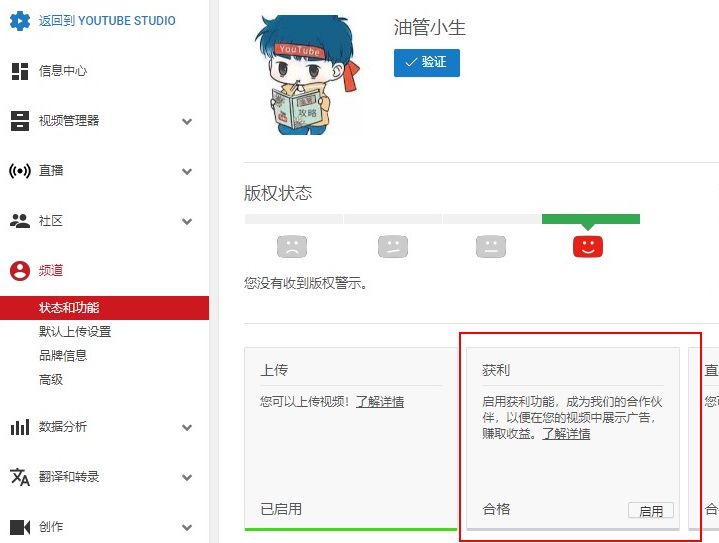 返回到 YOUTUBE STUDIO
信息中心
视频管理器
直播
社区
频道
状态和功能
默认上传设置
品牌信息
高级
数据分析
翻译和转录
创作
YouTube
攻略
油管小生
验证
版权状态
您没有收到版权警示。
上传
您可以上传视频！了解详情
已启用
获利
启用获利功能，成为我们的合作伙
伴，以便在您的视频中展示广告，
赚取收益。了解详情
合格
启用
直
您可
合